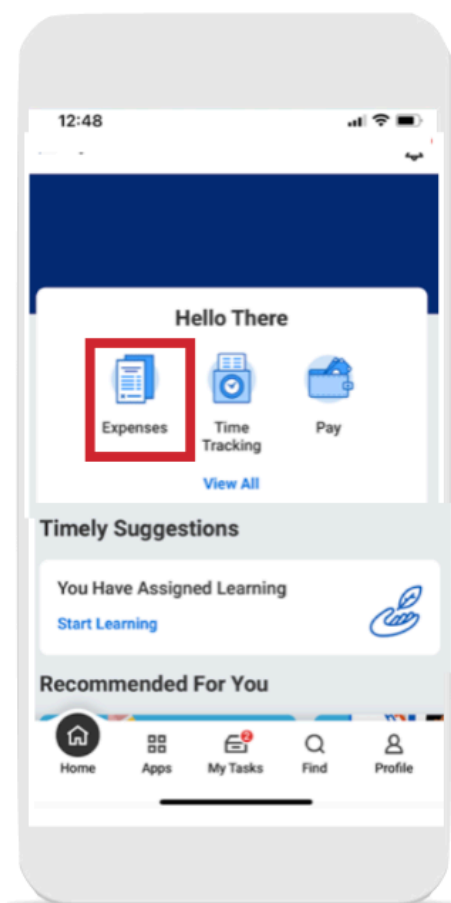 12:48
Hello There
Expenses
Time
Tracking
Pay
View All
Timely Suggestions
You Have Assigned Learning
Start Learning
Recommended For You
2
Home
Apps
My Tasks
Find
Profile